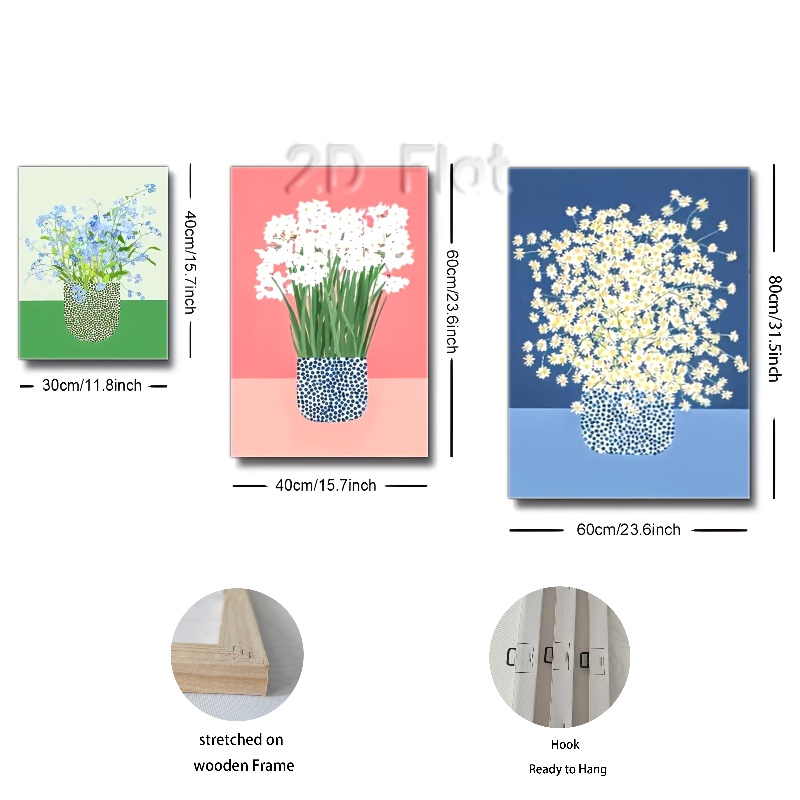 2D Flat
40cm/15.7inch
30cm/11.8inch
60cm/23.6inch
40cm/15.7inch
80cm/31.5inch
60cm/23.6inch
stretched on
wooden Frame
Hook
Ready to Hang